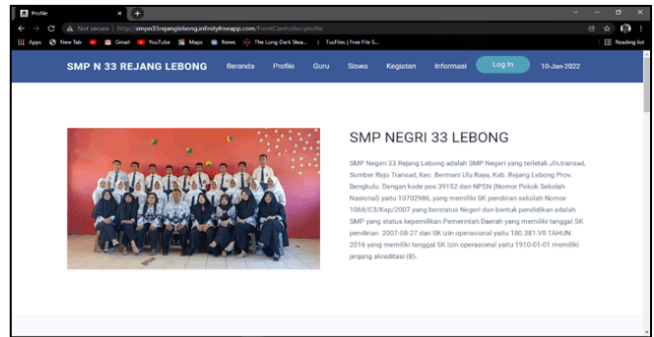 Profile
Not secure | http://smpn33rejanglebong.infinityfreeapp.com/FrontController/profile
Apps New Tab Gmail YouTube Maps News The Long Dark Stea... TusFiles | Free File S... Reading list
SMP N 33 REJANG LEBONG Beranda Profile Guru Siswa Kegiatan Informasi Log In 10-Jan-2022
SMP NEGRI 33 LEBONG
SMP Negeri 33 Rejang Lebong adalah SMP Negeri yang terletak Jln.transad,
Sumber Rejo Transad, Kec. Bermani Ulu Raya, Kab. Rejang Lebong Prov.
Bengkulu. Dengan kode pos 39152 dan NPSN (Nomor Pokok Sekolah
Nasional) yaitu 10702986, yang memiliki SK pendirian sekolah Nomor
1068/C3/Kep/2007 yang berstatus Negeri dan bentuk pendidikan adalah
SMP yang status kepemilikan Pemerintah Daerah yang memiliki tanggal SK
pendirian 2007-08-27 dan SK izin operasional yaitu 180.381.VII TAHUN
2016 yang memiliki tanggal SK Izin operasional yaitu 1910-01-01 memiliki
jenjang akreditasi (B).